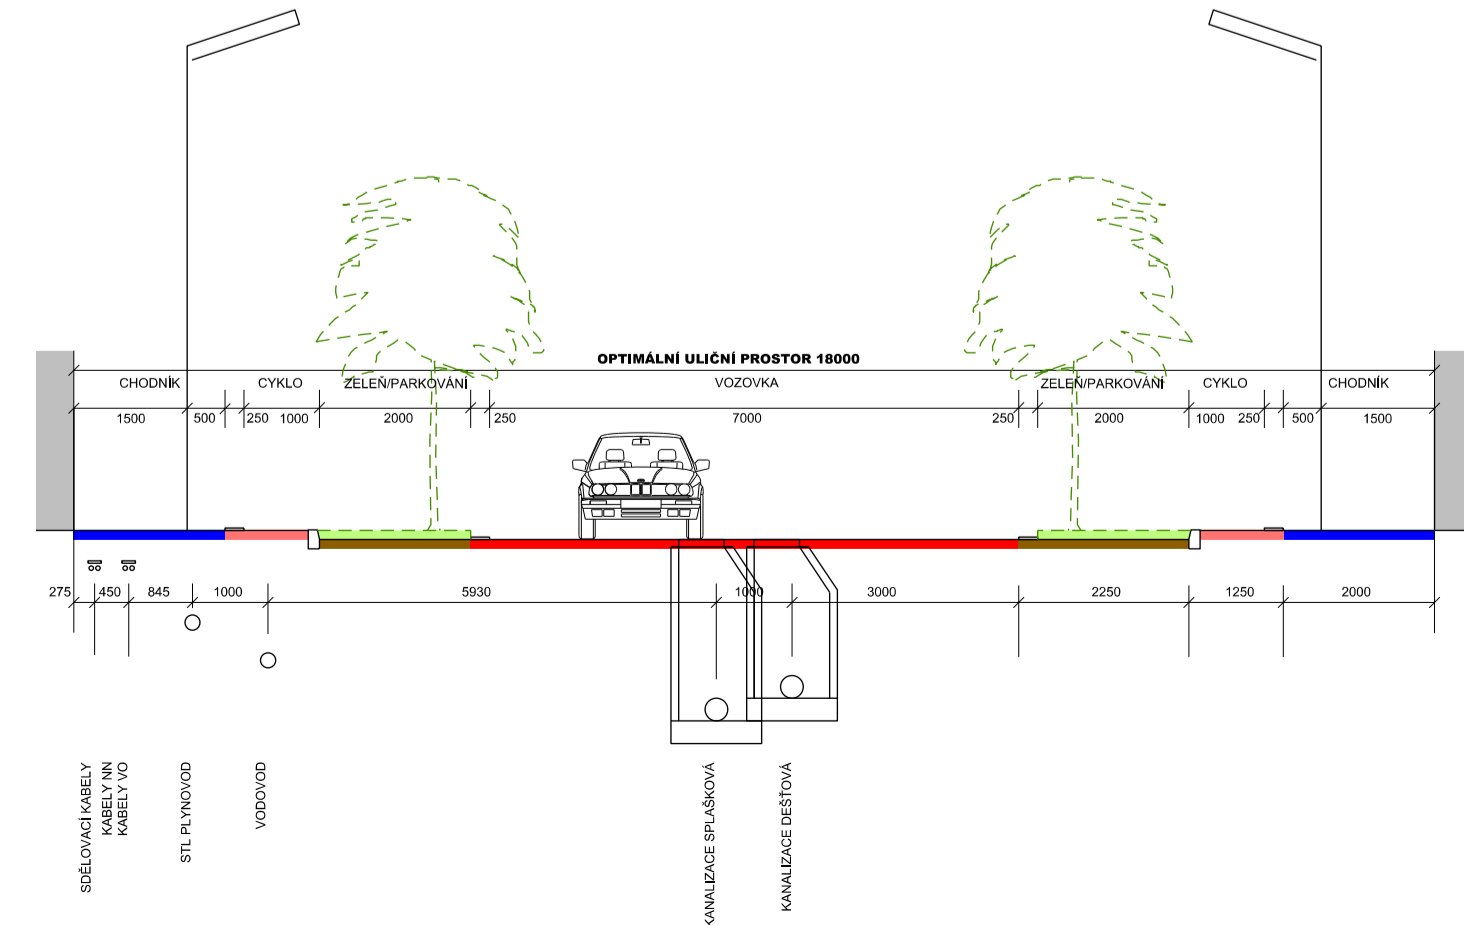 OPTIMÁLNÍ ULIČNÍ PROSTOR 18000
CHODNÍK CYKLO ZELEŇ/PARKOVÁNÍ VOZOVKA ZELEŇ/PARKOVÁNÍ CYKLO CHODNÍK
1500 500 250 1000 2000 250 7000 250 2000 1000 250 500 1500
275 450 845 1000 5930 1000 3000 2250 1250 2000
SDĚLOVACÍ KABELY
KABELY NN
KABELY VO
STL PLYNOVOD
VODOVOD
KANALIZACE SPLAŠKOVÁ
KANALIZACE DEŠŤOVÁ